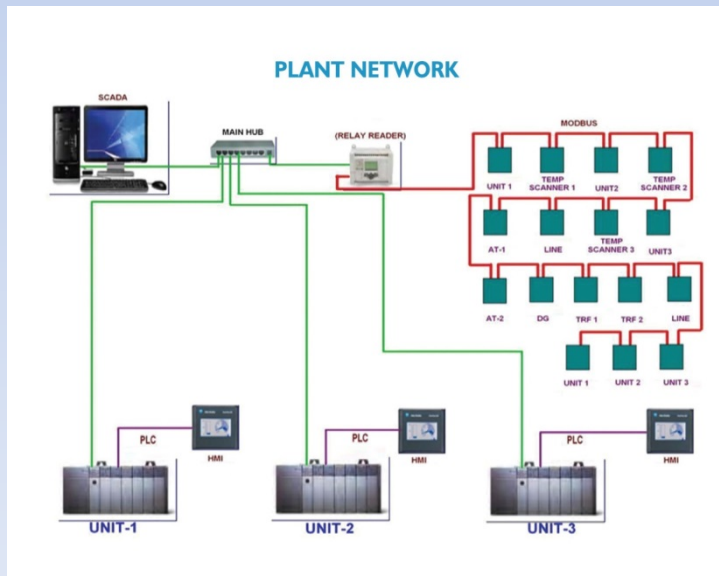 PLANT NETWORK
SCADA
MAIN HUB
(RELAY READER)
MODBUS
UNIT 1
TEMP
SCANNER 1
UNIT2
TEMP
SCANNER 2
AT-1
LINE
TEMP
SCANNER 3
UNIT3
AT-2
DG
TRF 1
TRF 2
LINE
UNIT 1
UNIT 2
UNIT 3
PLC
HMI
UNIT-1
PLC
HMI
UNIT-2
PLC
HMI
UNIT-3